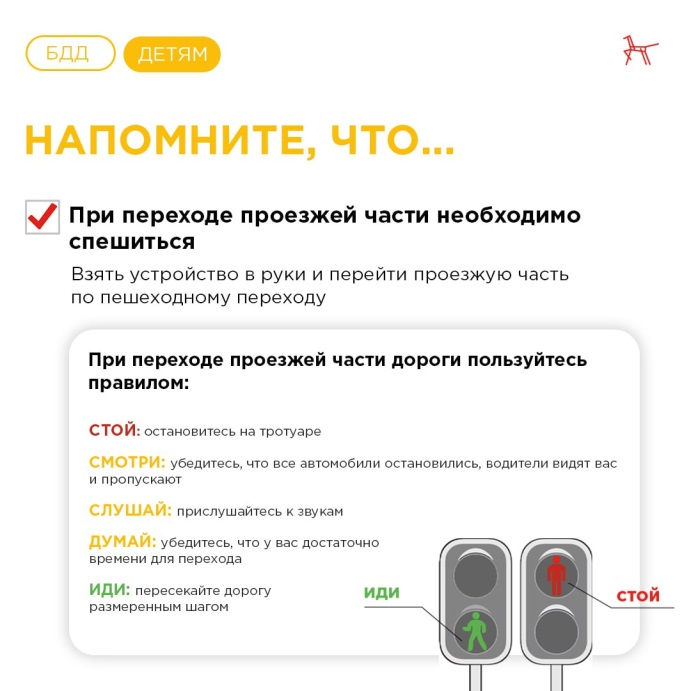 БДД
ДЕТЯМ
НАПОМНИТЕ, ЧТО...
При переходе проезжей части необходимо
спешиться
Взять устройство в руки и перейти проезжую часть
по пешеходному переходу
При переходе проезжей части дороги пользуйтесь
правилом:
СТОЙ: остановитесь на тротуаре
СМОТРИ: убедитесь, что все автомобили остановились, водители видят вас
и пропускают
СЛУШАЙ: прислушайтесь к звукам
ДУМАЙ: убедитесь, что у вас достаточно
времени для перехода
ИДИ: пересекайте дорогу
размеренным шагом
ИДИ
СТОЙ